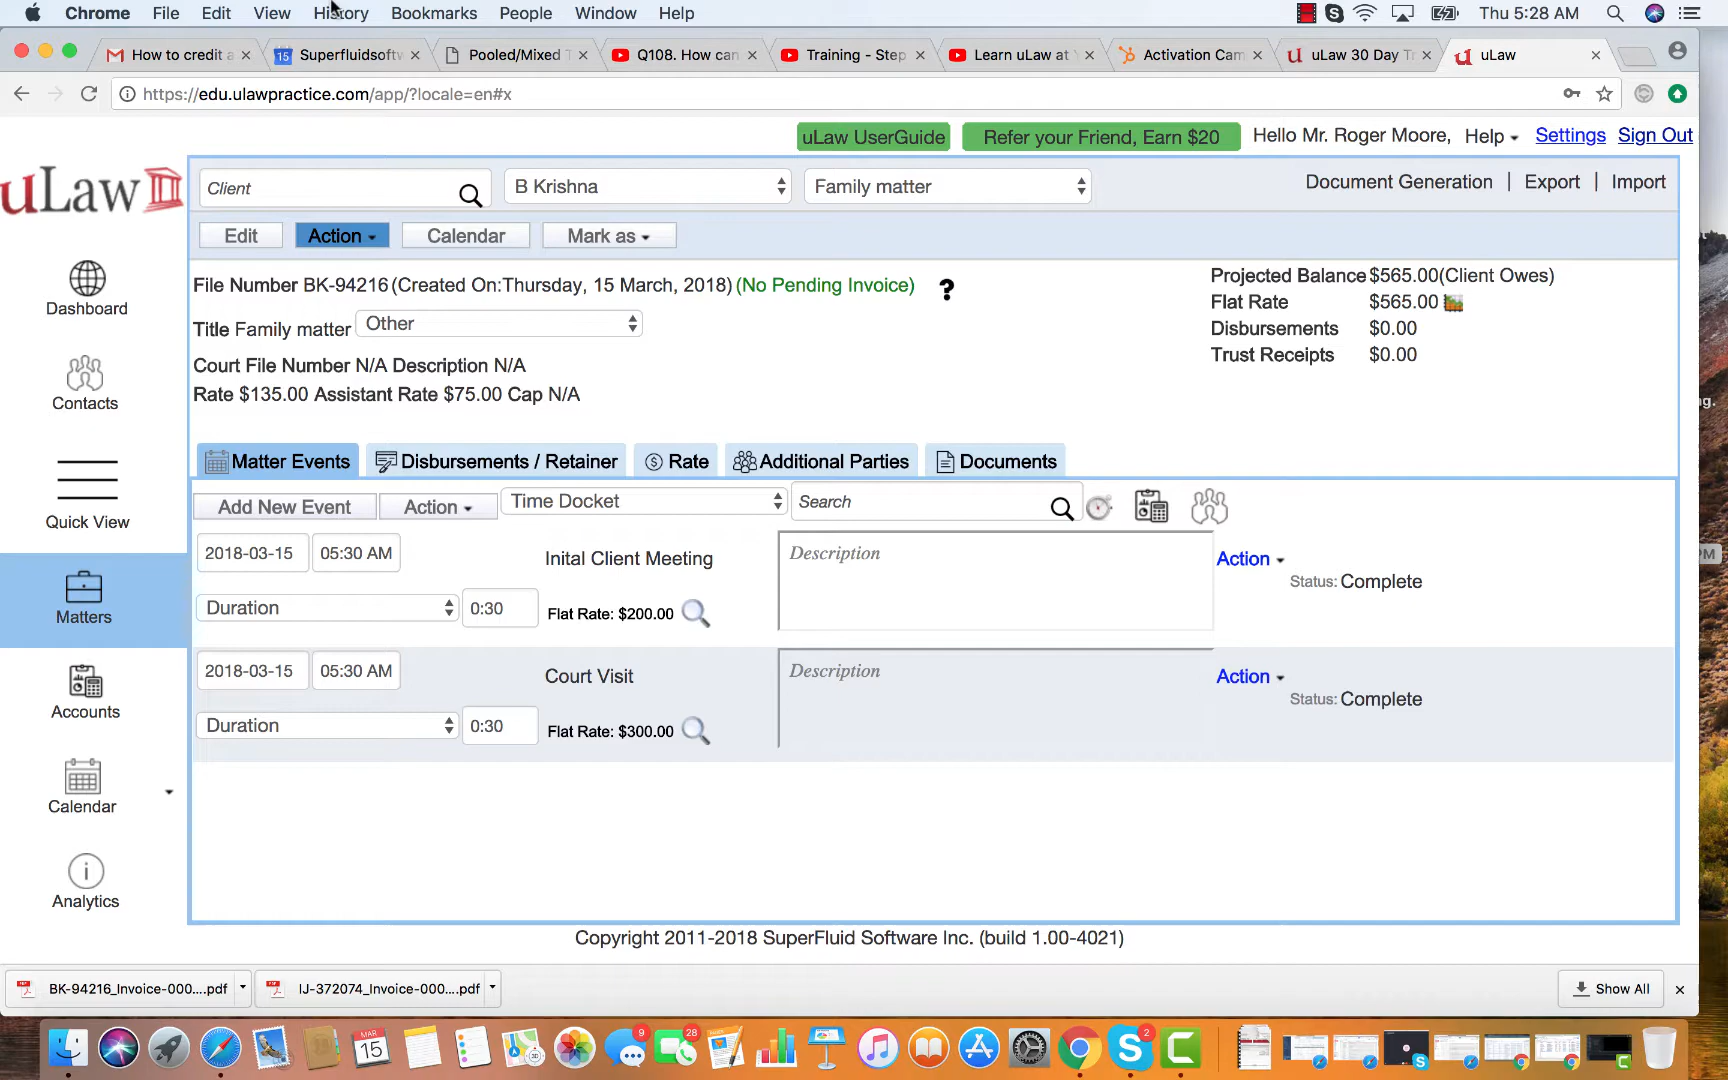 Chrome File Edit View History Bookmarks People Window Help Thu 5:28 AM
How to credit a Superfluidsoftw Pooled/Mixed T Q108. How can Training - Step Learn uLaw at Y Activation Cam uLaw 30 Day Tr uLaw
15
https://edu.ulawpractice.com/app/?locale=en#x
uLaw UserGuide Refer your Friend, Earn $20 Hello Mr. Roger Moore, Help Settings Sign Out
uLaw
Client B Krishna Family matter Document Generation | Export | Import
Edit Action Calendar Mark as
File Number BK-94216 (Created On:Thursday, 15 March, 2018) (No Pending Invoice) ?
Projected Balance $565.00(Client Owes)
Flat Rate $565.00
Disbursements $0.00
Trust Receipts $0.00
Title Family matter Other
Court File Number N/A Description N/A
Rate $135.00 Assistant Rate $75.00 Cap N/A
Dashboard
Contacts
Quick View
Matters
Accounts
Calendar
Analytics
Matter Events Disbursements / Retainer Rate Additional Parties Documents
Add New Event Action Time Docket Search
2018-03-15 05:30 AM Inital Client Meeting Description Action
Status: Complete
Duration 0:30 Flat Rate: $200.00
2018-03-15 05:30 AM Court Visit Description Action
Status: Complete
Duration 0:30 Flat Rate: $300.00
Copyright 2011-2018 SuperFluid Software Inc. (build 1.00-4021)
BK-94216_Invoice-000....pdf IJ-372074_Invoice-000....pdf Show All
MAR
15
9
28
2